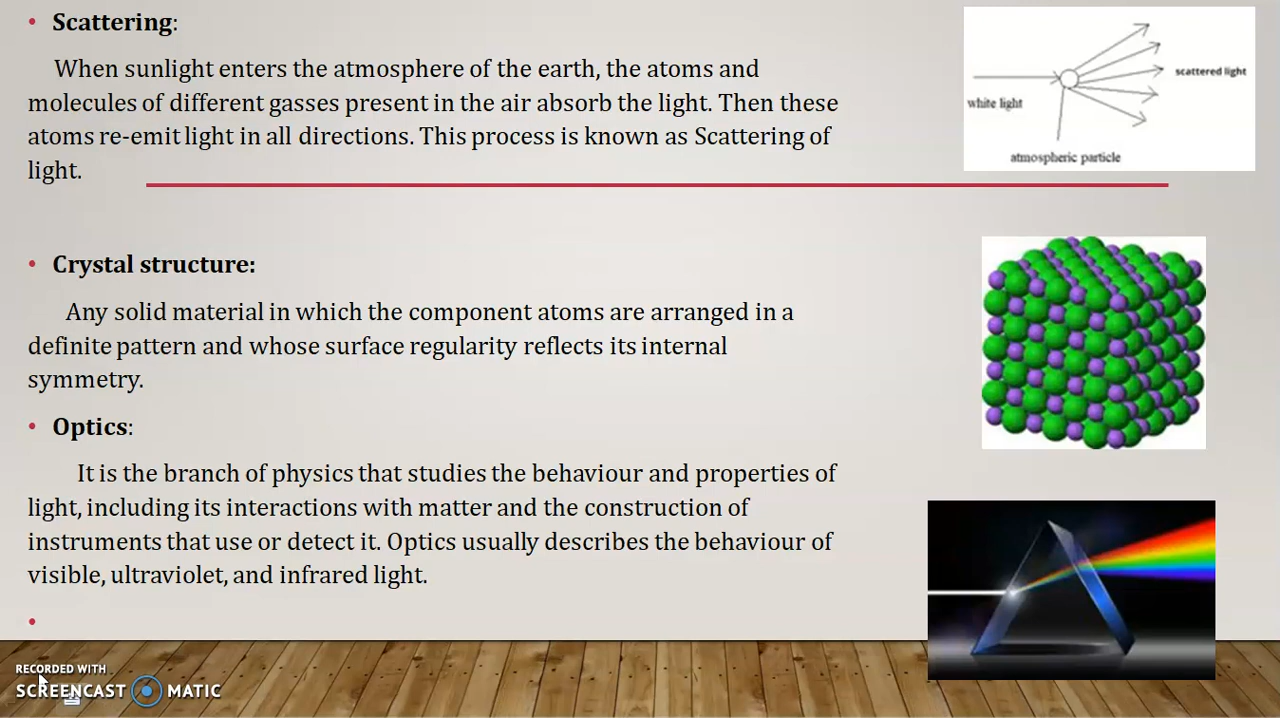 • Scattering:
When sunlight enters the atmosphere of the earth, the atoms and
molecules of different gasses present in the air absorb the light. Then these
atoms re-emit light in all directions. This process is known as Scattering of
light.
white light
scattered light
atmospheric particle
• Crystal structure:
Any solid material in which the component atoms are arranged in a
definite pattern and whose surface regularity reflects its internal
symmetry.
• Optics:
It is the branch of physics that studies the behaviour and properties of
light, including its interactions with matter and the construction of
instruments that use or detect it. Optics usually describes the behaviour of
visible, ultraviolet, and infrared light.
•
RECORDED WITH
SCREENCAST MATIC